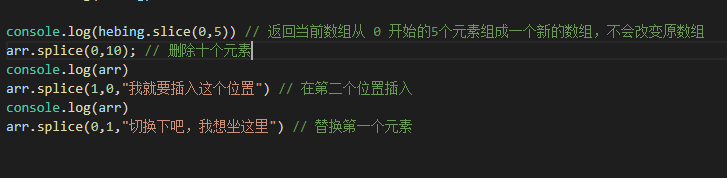 console.log(hebing.slice(0,5)) // 返回当前数组从 0 开始的5个元素组成一个新的数组，不会改变原数组
arr.splice(0,10); // 删除十个元素
console.log(arr)
arr.splice(1,0,"我就要插入这个位置") // 在第二个位置插入
console.log(arr)
arr.splice(0,1,"切换下吧，我想坐这里") // 替换第一个元素